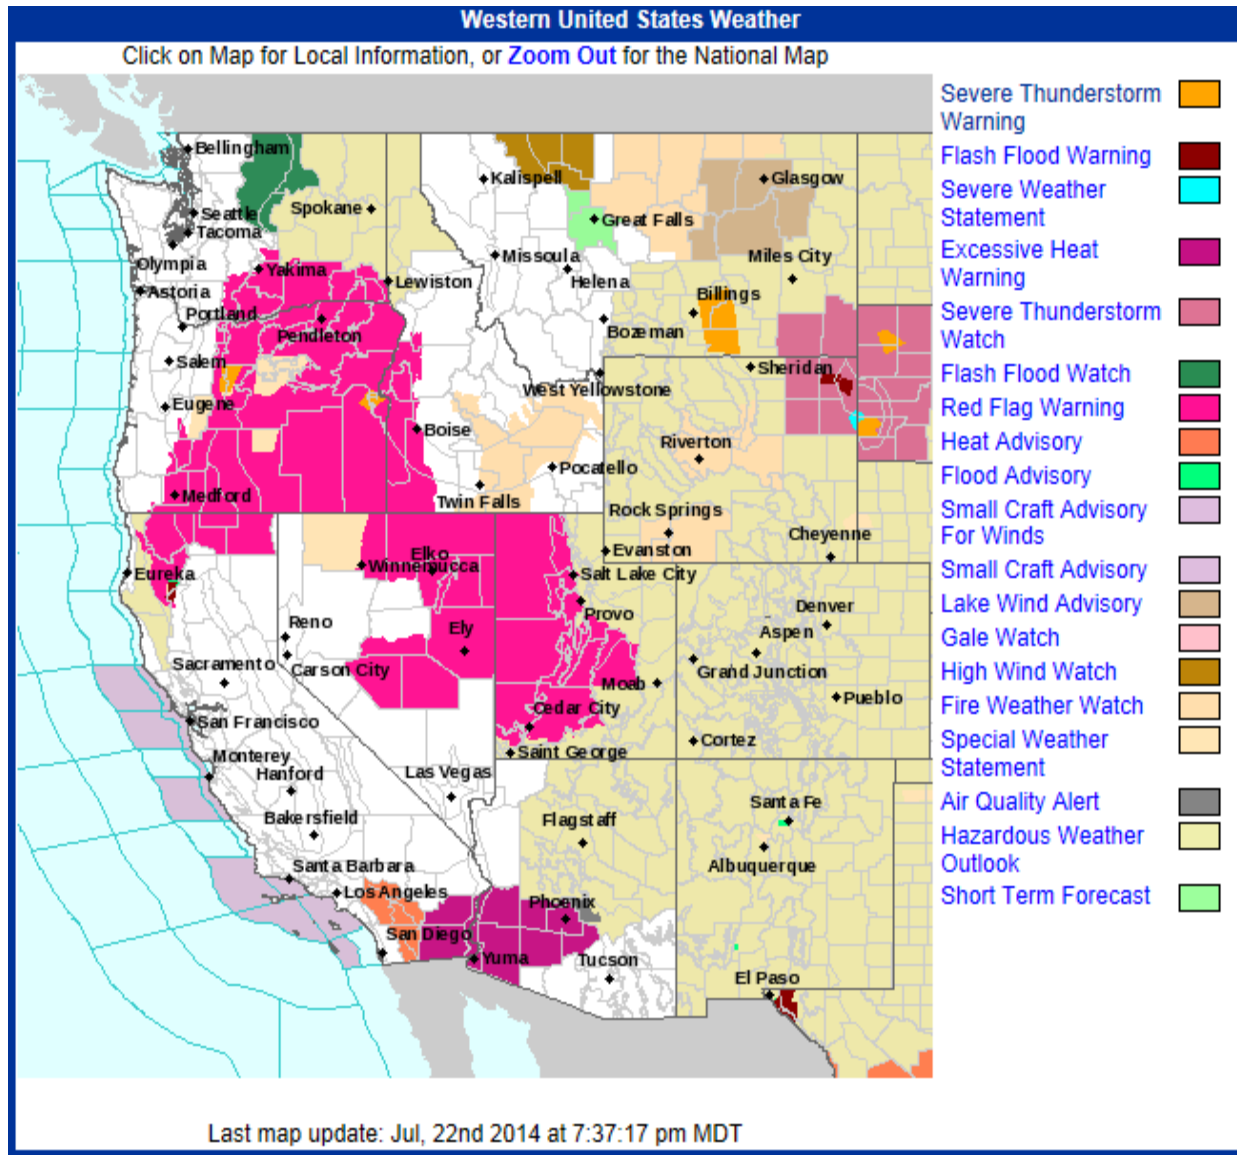 Western United States Weather
Click on Map for Local Information, or Zoom Out for the National Map
Bellingham
Seattle
Tacoma
Olympia
Astoria
Spokane
Yakima
Lewiston
Portland
Pendleton
Salem
Eugene
Medford
Kalispell
Great Falls
Glasgow
Missoula
Helena
Miles City
Billings
Bozeman
Sheridan
West Yellowstone
Boise
Pocatello
Twin Falls
Riverton
Rock Springs
Evanston
Cheyenne
Eureka
Winnemucca
Elko
Salt Lake City
Provo
Reno
Carson City
Ely
Sacramento
San Francisco
Monterey
Hanford
Bakersfield
Las Vegas
Moab
Cedar City
Saint George
Denver
Aspen
Grand Junction
Pueblo
Cortez
Santa Barbara
Los Angeles
San Diego
Flagstaff
Phoenix
Yuma
Tucson
Santa Fe
Albuquerque
El Paso
Severe Thunderstorm
Warning
Flash Flood Warning
Severe Weather
Statement
Excessive Heat
Warning
Severe Thunderstorm
Watch
Flash Flood Watch
Red Flag Warning
Heat Advisory
Flood Advisory
Small Craft Advisory
For Winds
Small Craft Advisory
Lake Wind Advisory
Gale Watch
High Wind Watch
Fire Weather Watch
Special Weather
Statement
Air Quality Alert
Hazardous Weather
Outlook
Short Term Forecast
Last map update: Jul, 22nd 2014 at 7:37:17 pm MDT